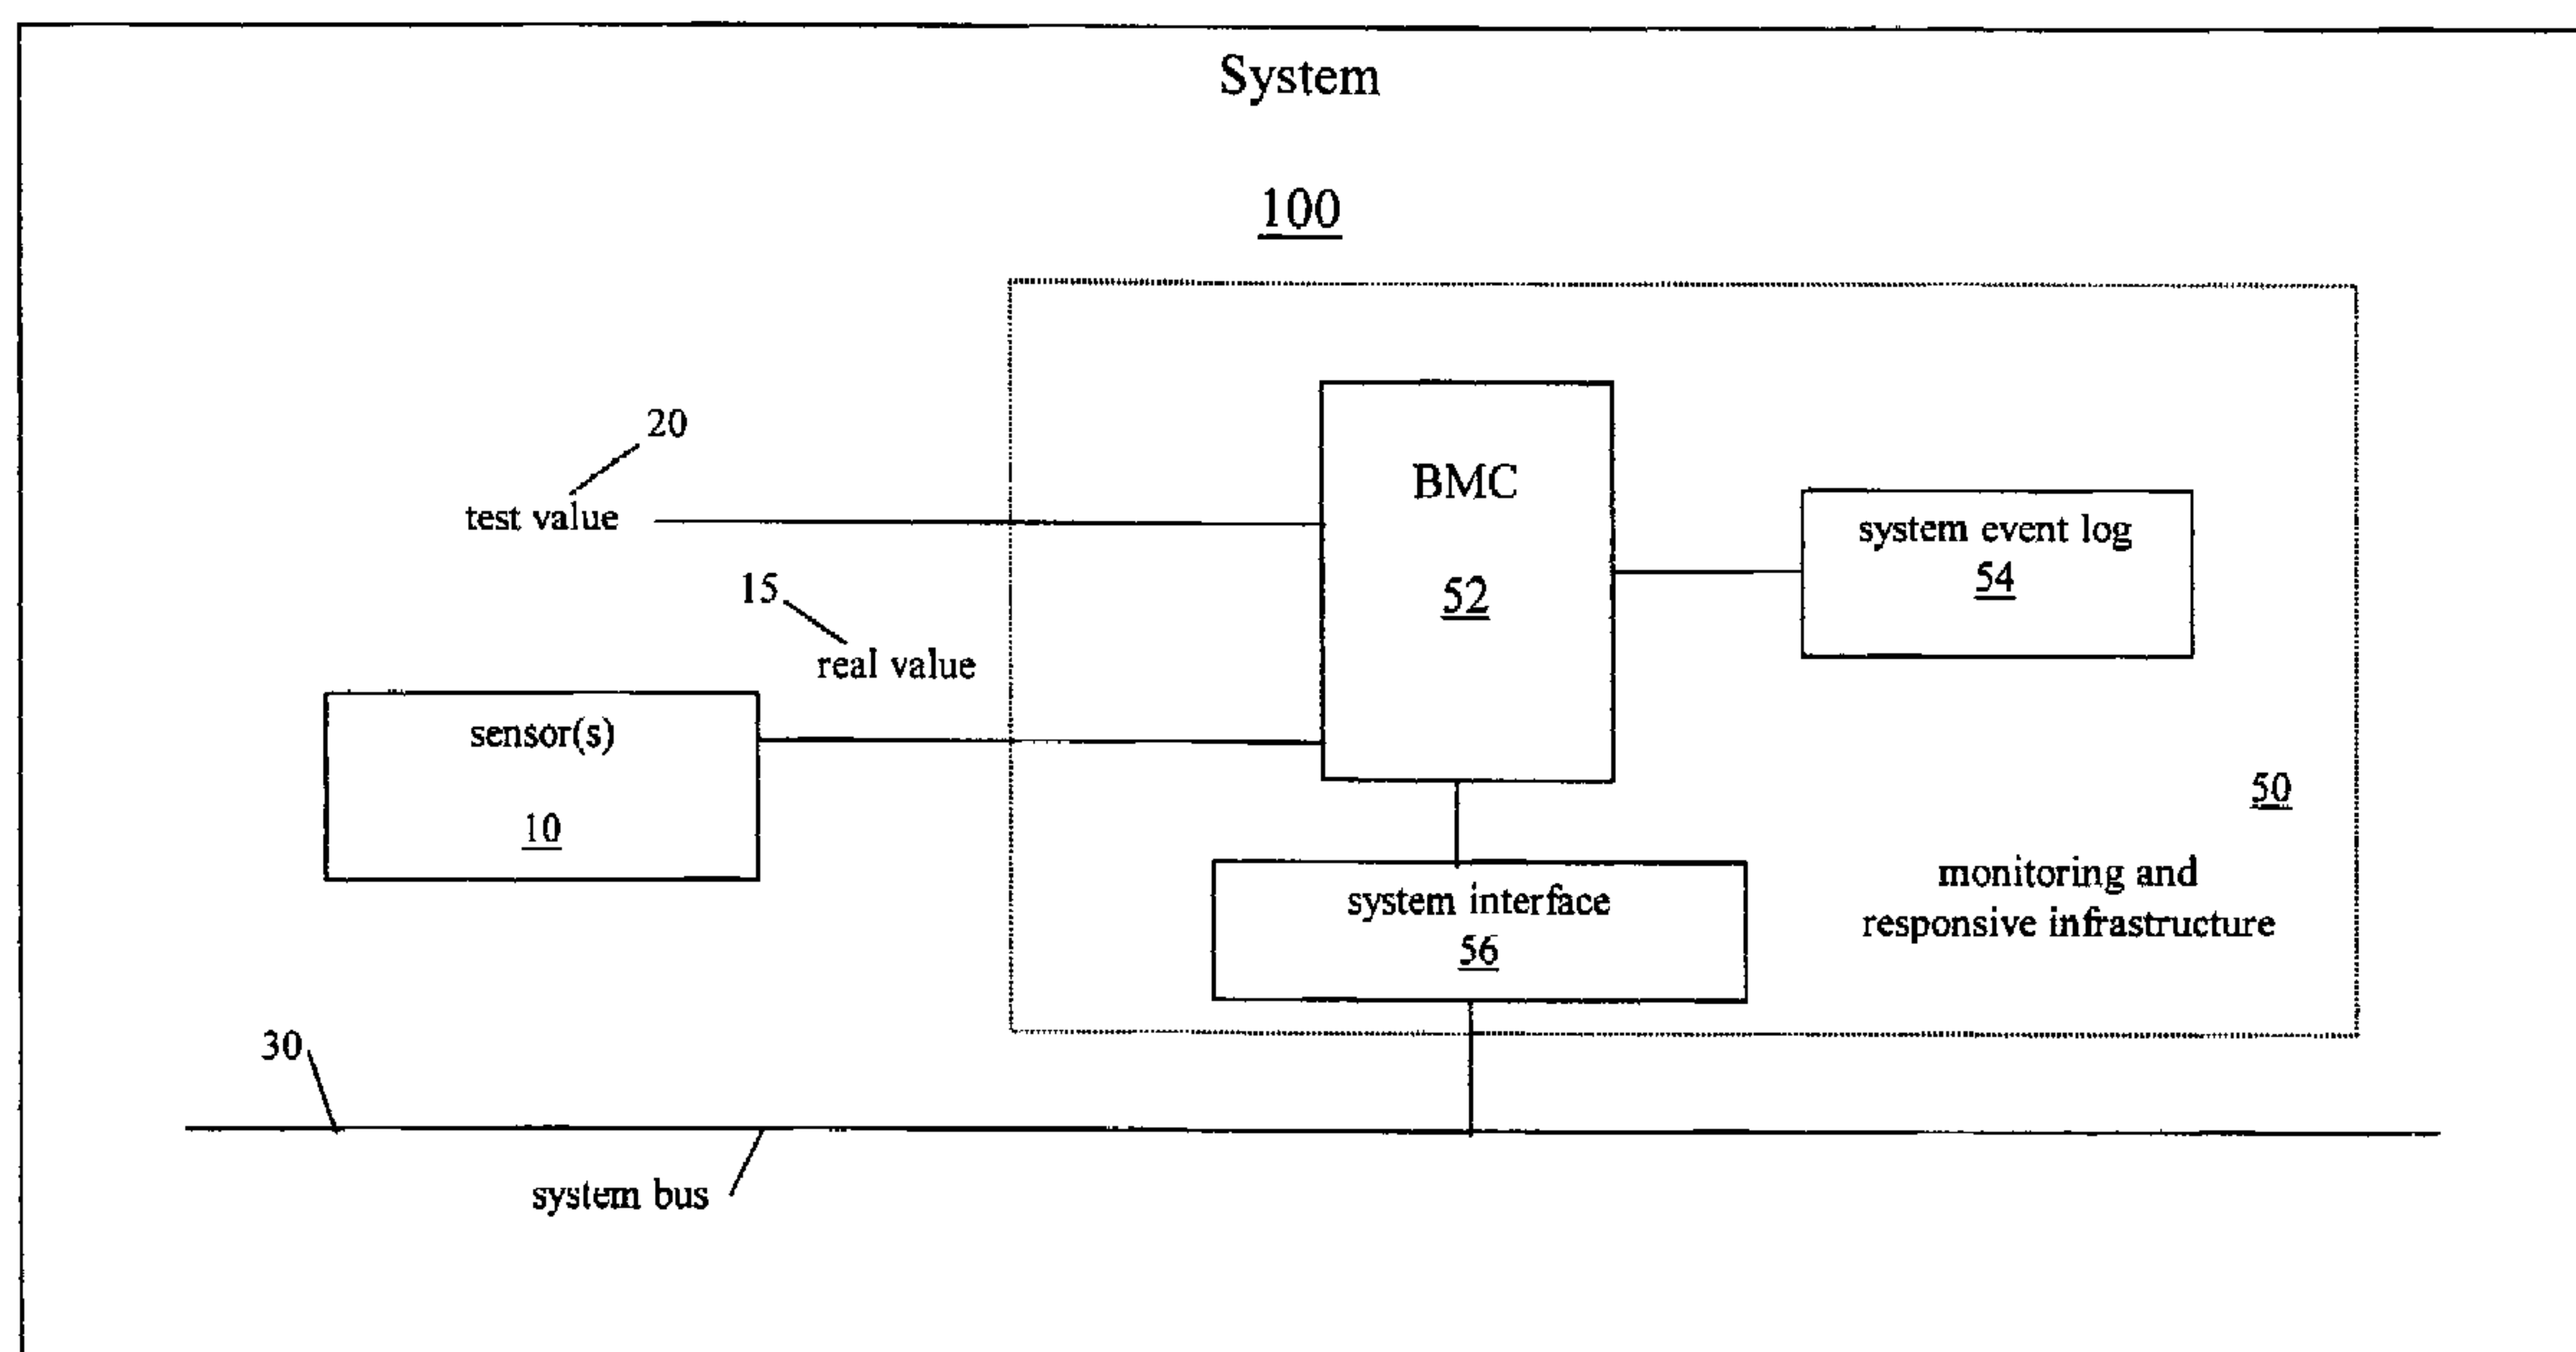 System
100
20
test value
15
real value
BMC
52
system event log
54
sensor(s)
10
50
system interface
56
monitoring and
responsive infrastructure
30
system bus